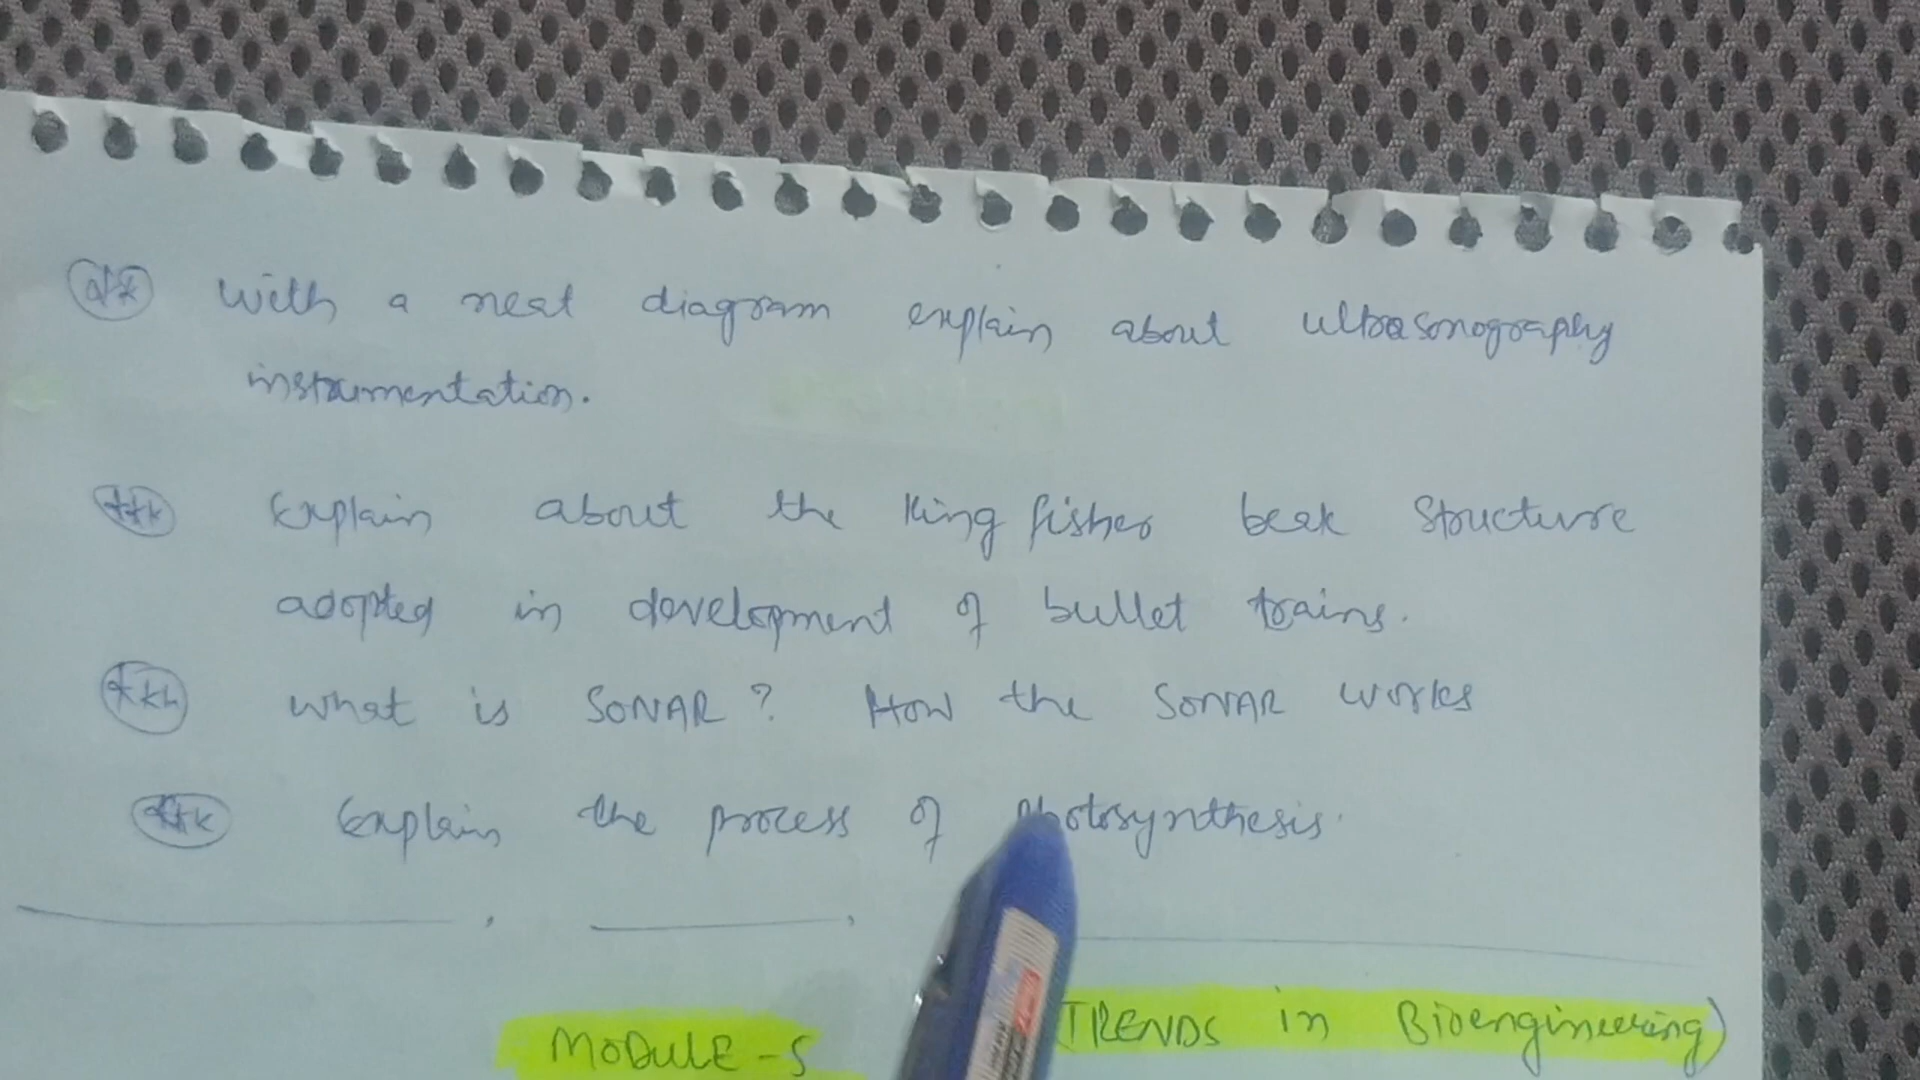 With a neat diagram explain about ultrasonography
instrumentation.
Explain about the King fisher beak structure
adopted in development of bullet trains.
What is SONAR? How the SONAR works
Explain the process of photosynthesis.
MODULE-5 (TRENDS in Bioengineering)